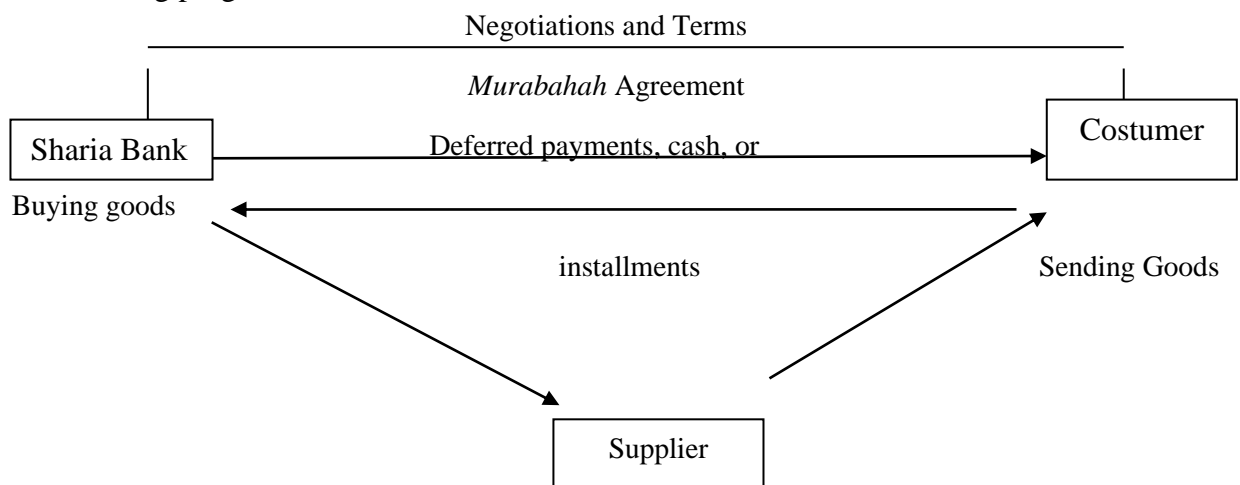 Negotiations and Terms
Murabahah Agreement
Sharia Bank
Costumer
Deferred payments, cash, or
Buying goods
installments
Sending Goods
Supplier